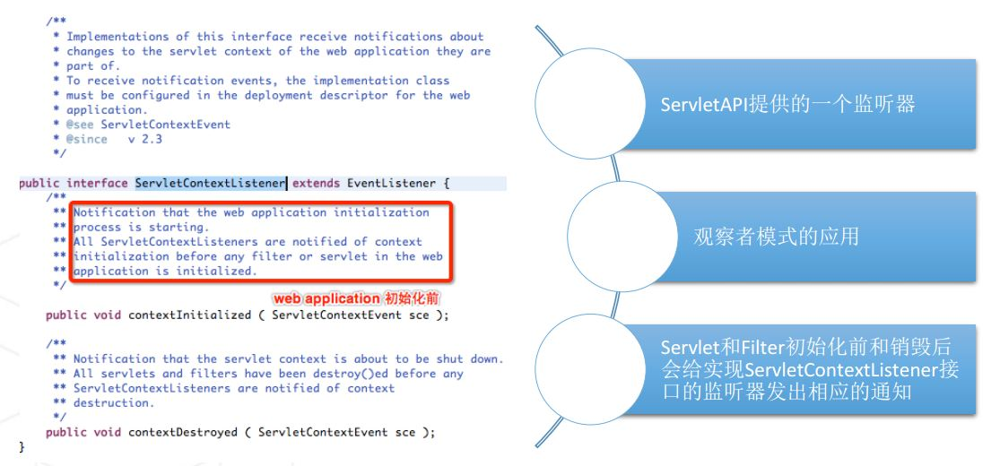 /**
* Implementations of this interface receive notifications about
* changes to the servlet context of the web application they are
* part of.
* To receive notification events, the implementation class
* must be configured in the deployment descriptor for the web
* application.
* @see ServletContextEvent
* @since v 2.3
*/
public interface ServletContextListener extends EventListener {
/**
** Notification that the web application initialization
** process is starting.
** All ServletContextListeners are notified of context
** initialization before any filter or servlet in the web
** application is initialized.
*/
web application 初始化前
public void contextInitialized ( ServletContextEvent sce );
/**
** Notification that the servlet context is about to be shut down.
** All servlets and filters have been destroy()ed before any
** ServletContextListeners are notified of context
** destruction.
*/
public void contextDestroyed ( ServletContextEvent sce );
}
ServletAPI提供的一个监听器
观察者模式的应用
Servlet和Filter初始化前和销毁后
会给实现ServletContextListener接
口的监听器发出相应的通知